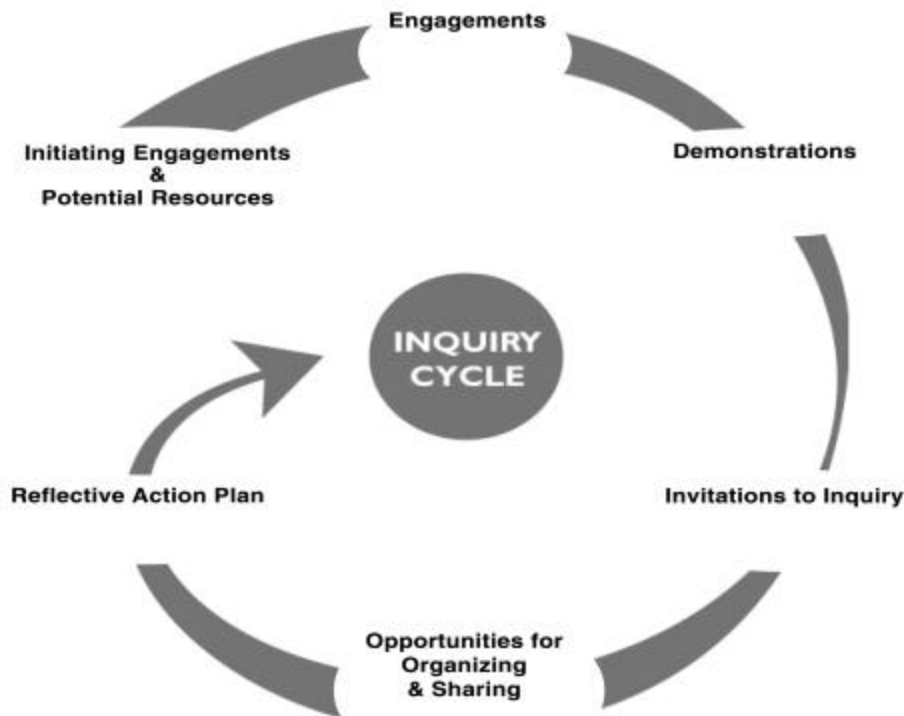 Engagements
Initiating Engagements
&
Potential Resources
Demonstrations
INQUIRY
CYCLE
Reflective Action Plan
Invitations to Inquiry
Opportunities for
Organizing
& Sharing